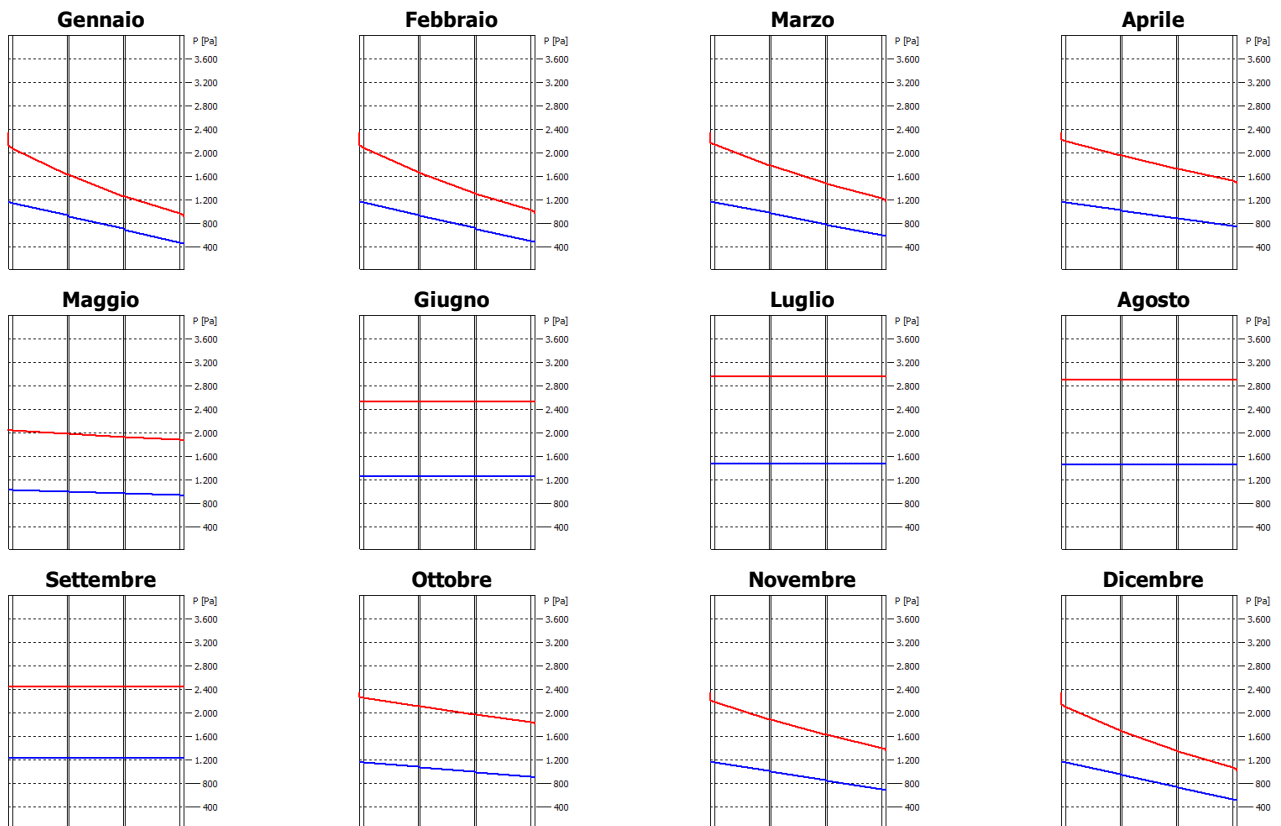 Gennaio Febbraio Marzo Aprile
P [Pa] P [Pa] P [Pa] P [Pa]
3.600 3.600 3.600 3.600
3.200 3.200 3.200 3.200
2.800 2.800 2.800 2.800
2.400 2.400 2.400 2.400
2.000 2.000 2.000 2.000
1.600 1.600 1.600 1.600
1.200 1.200 1.200 1.200
800 800 800 800
400 400 400 400
Maggio Giugno Luglio Agosto
P [Pa] P [Pa] P [Pa] P [Pa]
3.600 3.600 3.600 3.600
3.200 3.200 3.200 3.200
2.800 2.800 2.800 2.800
2.400 2.400 2.400 2.400
2.000 2.000 2.000 2.000
1.600 1.600 1.600 1.600
1.200 1.200 1.200 1.200
800 800 800 800
400 400 400 400
Settembre Ottobre Novembre Dicembre
P [Pa] P [Pa] P [Pa] P [Pa]
3.600 3.600 3.600 3.600
3.200 3.200 3.200 3.200
2.800 2.800 2.800 2.800
2.400 2.400 2.400 2.400
2.000 2.000 2.000 2.000
1.600 1.600 1.600 1.600
1.200 1.200 1.200 1.200
800 800 800 800
400 400 400 400